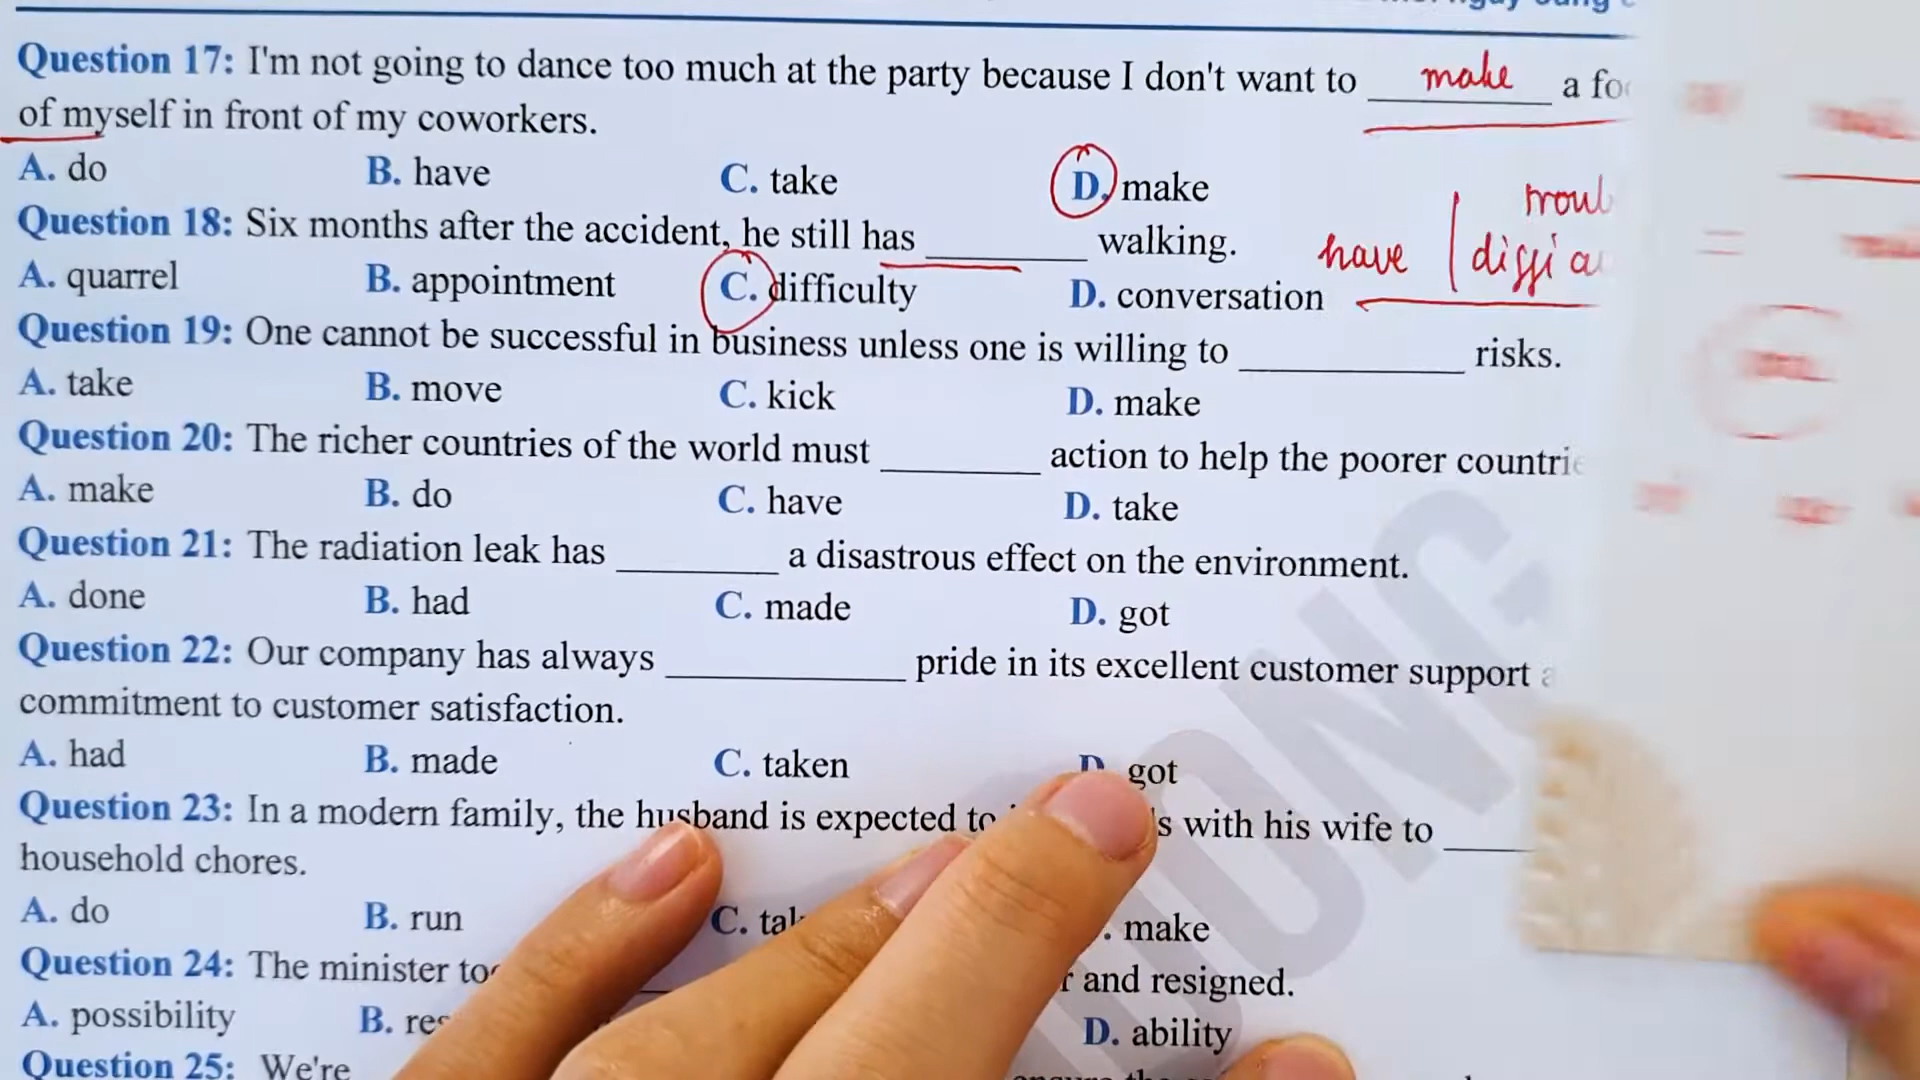 Question 17: I'm not going to dance too much at the party because I don't want to make a
of myself in front of my coworkers.
A. do B. have C. take D. make
Question 18: Six months after the accident, he still has ________ walking.
have
A. quarrel B. appointment C. difficulty D. conversation
Question 19: One cannot be successful in business unless one is willing to ________ risks.
A. take B. move C. kick D. make
Question 20: The richer countries of the world must ________ action to help the poorer
A. make B. do C. have D. take
Question 21: The radiation leak has ________ a disastrous effect on the environment.
A. done B. had C. made D. got
Question 22: Our company has always ________ pride in its excellent customer support
commitment to customer satisfaction.
A. had B. made C. taken D. got
Question 23: In a modern family, the husband is expected to with his wife to ____
household chores.
A. do B. run C. make
Question 24: The minister and resigned.
A. possibility B. D. ability
Question 25: We're